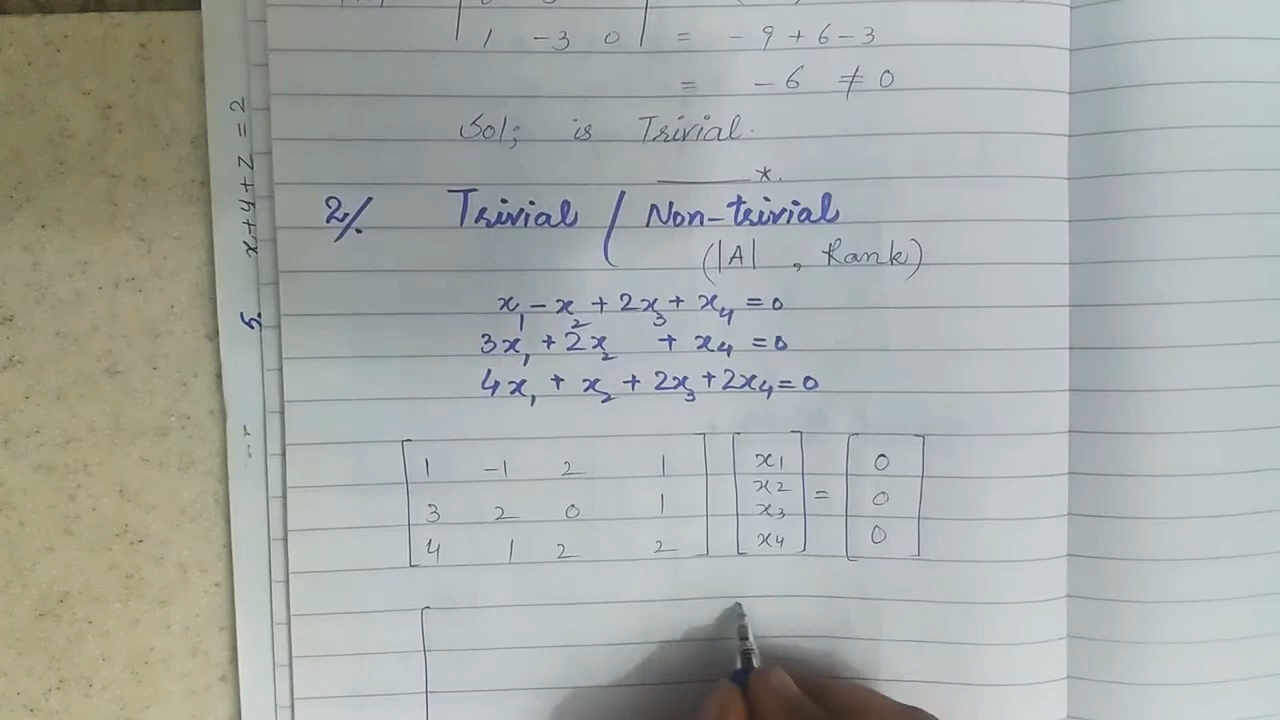 1 -3 0 = -9+6-3
= -6 ≠ 0
Sol; is Trivial.
*.
2/. Trivial / Non-trivial
(|A| , Rank)
x₁ - x₂ + 2x₃ + x₄ = 0
3x₁ + 2x₂ + x₄ = 0
4x₁ + x₂ + 2x₃ + 2x₄ = 0
1 -1 2 1 x1 0
3 2 0 1 x2 = 0
4 1 2 2 x3 0
x4
5. x+y+z=2